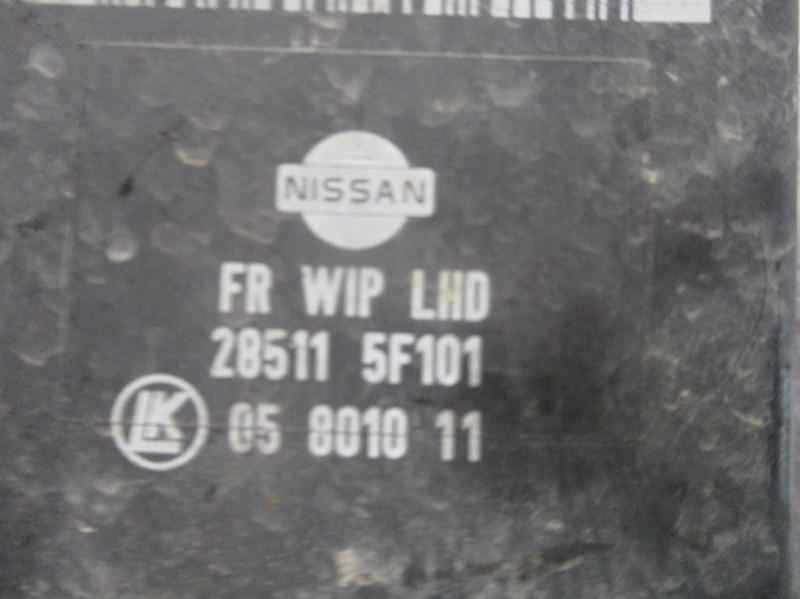 NISSAN
FR WIP LHD
28511 5F101
LK 05 8010 11